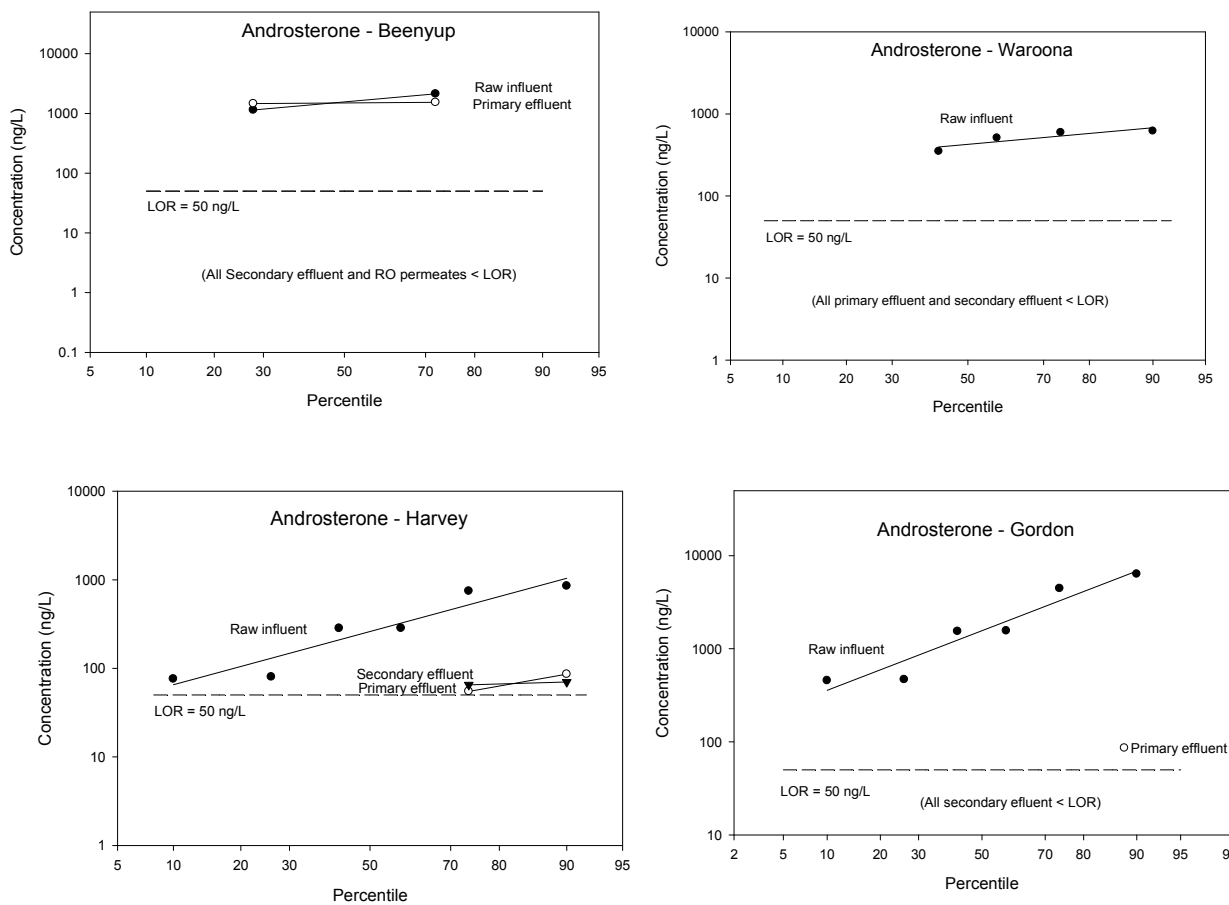 Androsterone - Beenyup
Concentration (ng/L)
10000
1000
100
10
1
0.1
Raw influent
Primary effluent
LOR = 50 ng/L
(All Secondary effluent and RO permeates < LOR)
5 10 20 30 50 70 80 90 95
Percentile
Androsterone - Waroona
Concentration (ng/L)
10000
1000
100
10
1
Raw influent
LOR = 50 ng/L
(All primary effluent and secondary effluent < LOR)
5 10 20 30 50 70 80 90 95
Percentile
Androsterone - Harvey
Concentration (ng/L)
10000
1000
100
10
1
Raw influent
Secondary effluent
Primary effluent
LOR = 50 ng/L
5 10 20 30 50 70 80 90 95
Percentile
Androsterone - Gordon
Concentration (ng/L)
10000
1000
100
10
Raw influent
Primary effluent
LOR = 50 ng/L
(All secondary efluent < LOR)
2 5 10 20 30 50 70 80 90 95
Percentile